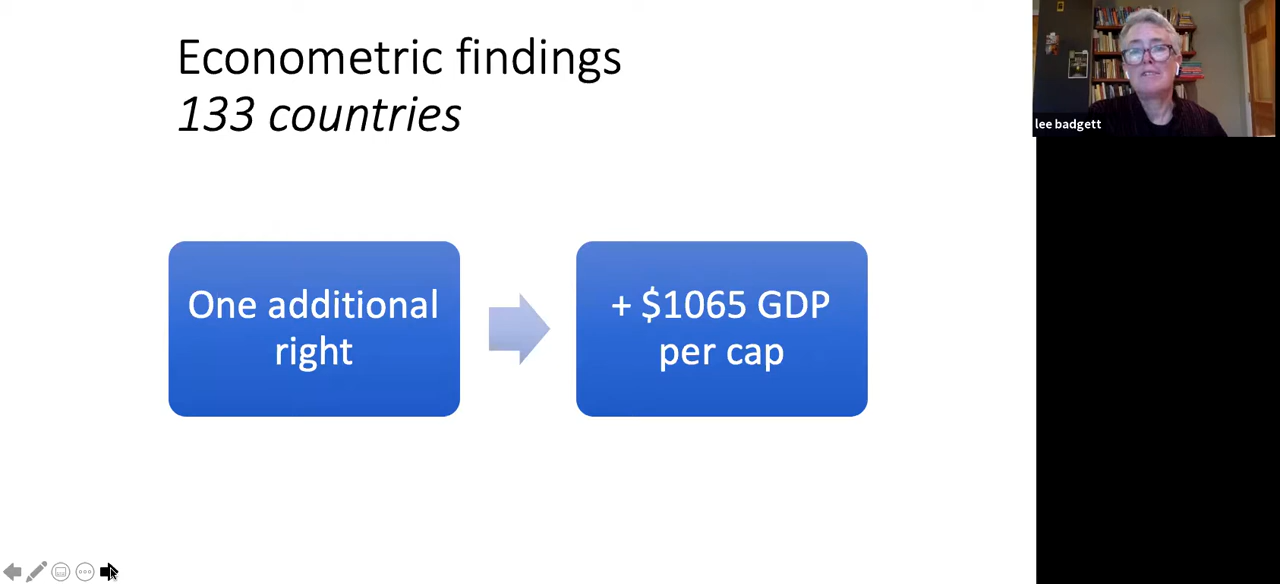 Econometric findings
133 countries
One additional
right
+ $1065 GDP
per cap
lee badgett